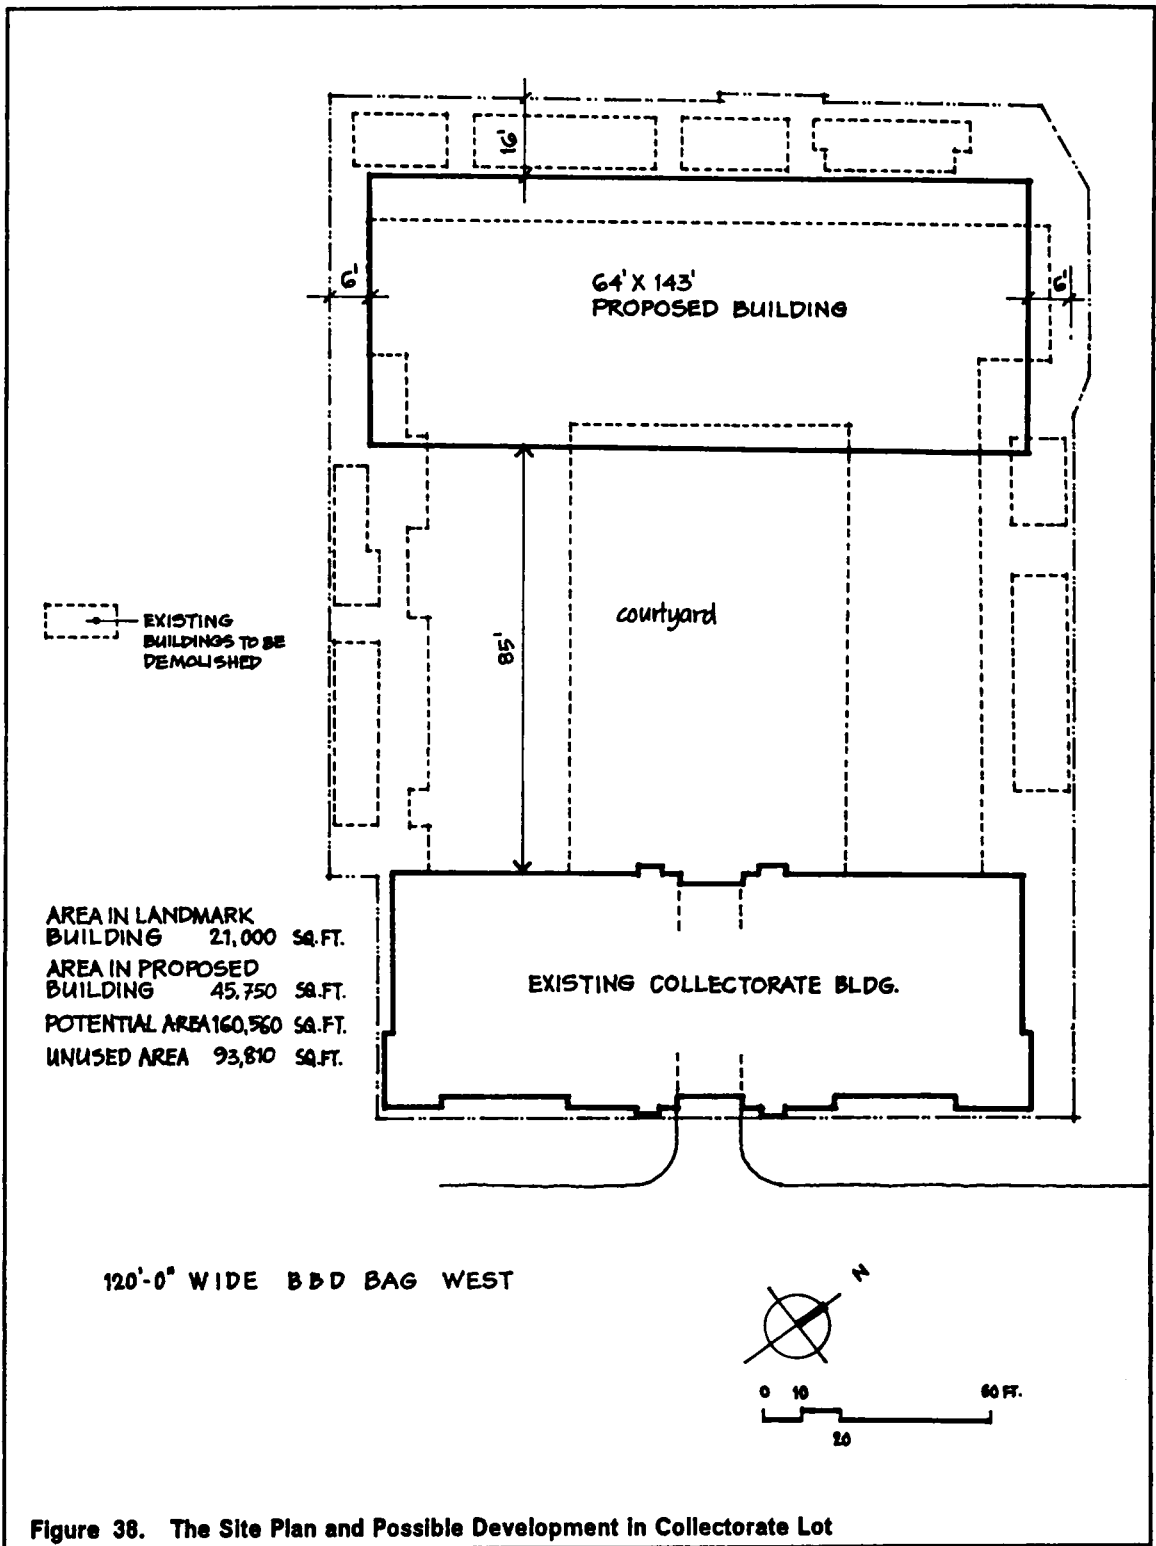 16'
6'
64' X 143'
PROPOSED BUILDING
6'
85'
courtyard
EXISTING
BUILDINGS TO BE
DEMOLISHED
AREA IN LANDMARK
BUILDING 21,000 SQ.FT.
AREA IN PROPOSED
BUILDING 45,750 SQ.FT.
POTENTIAL AREA 160,560 SQ.FT.
UNUSED AREA 93,810 SQ.FT.
EXISTING COLLECTORATE BLDG.
120'-0" WIDE BBD BAG WEST
N
0 10 60 FT.
20
Figure 38. The Site Plan and Possible Development in Collectorate Lot